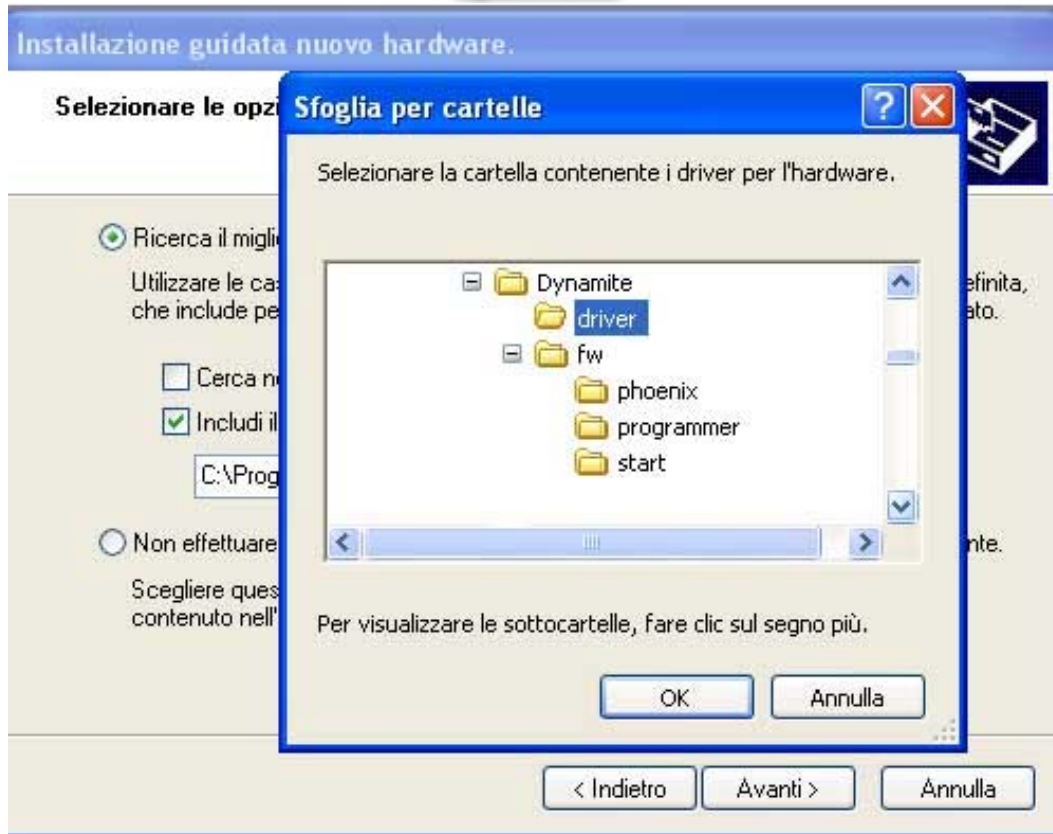 Installazione guidata nuovo hardware.
Selezionare le opzi
Sfoglia per cartelle
Selezionare la cartella contenente i driver per l'hardware.
Ricerca il migli
Utilizzare le ca
efinita,
che include pe
ato.
Cerca n
Includi il
C:\Prog
Dynamite
driver
fw
phoenix
programmer
start
Non effettuare
nte.
Scegliere ques
contenuto nell'
Per visualizzare le sottocartelle, fare clic sul segno più.
OK
Annulla
< Indietro
Avanti >
Annulla